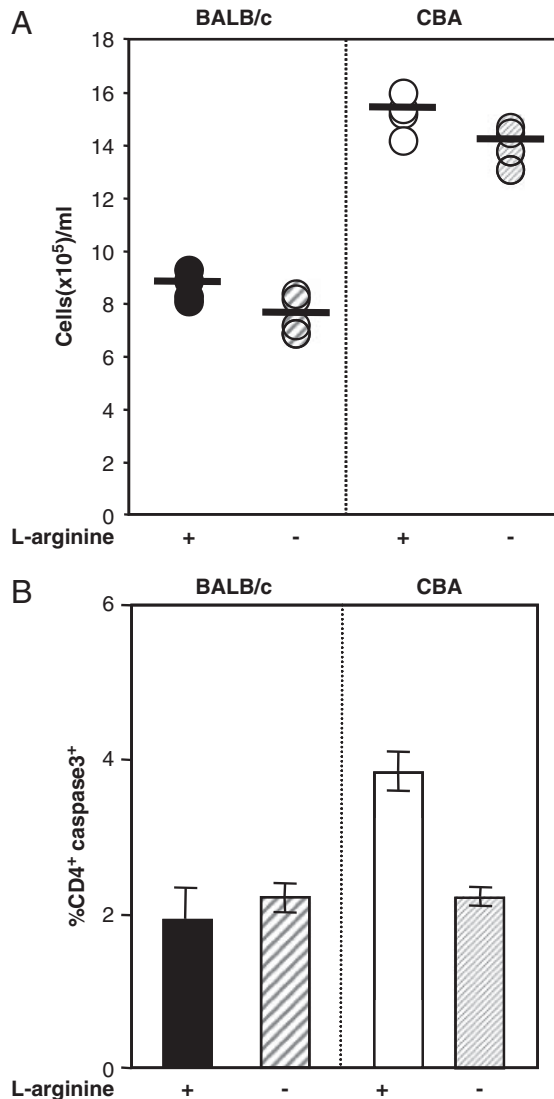 A
BALB/c CBA
18
16
14
12
10
8
6
4
2
0
Cells(x10⁵)/ml
L-arginine + - + -
B
BALB/c CBA
6
4
2
0
%CD4⁺ caspase3⁺
L-arginine + - + -